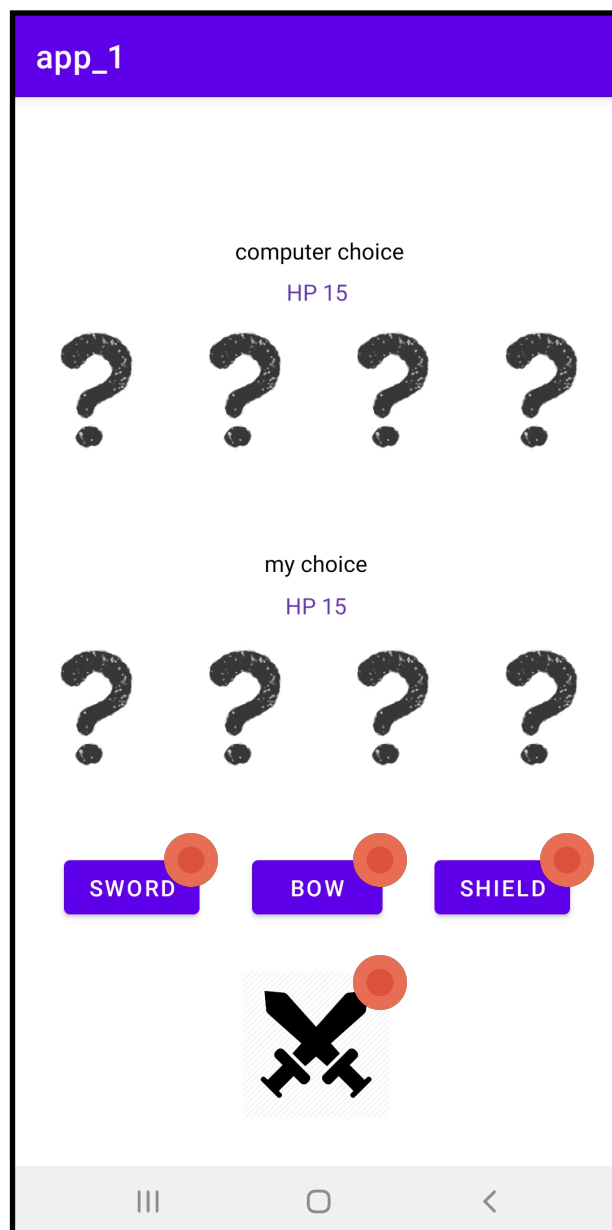 app_1
computer choice
HP 15
? ? ? ?
my choice
HP 15
? ? ? ?
SWORD BOW SHIELD